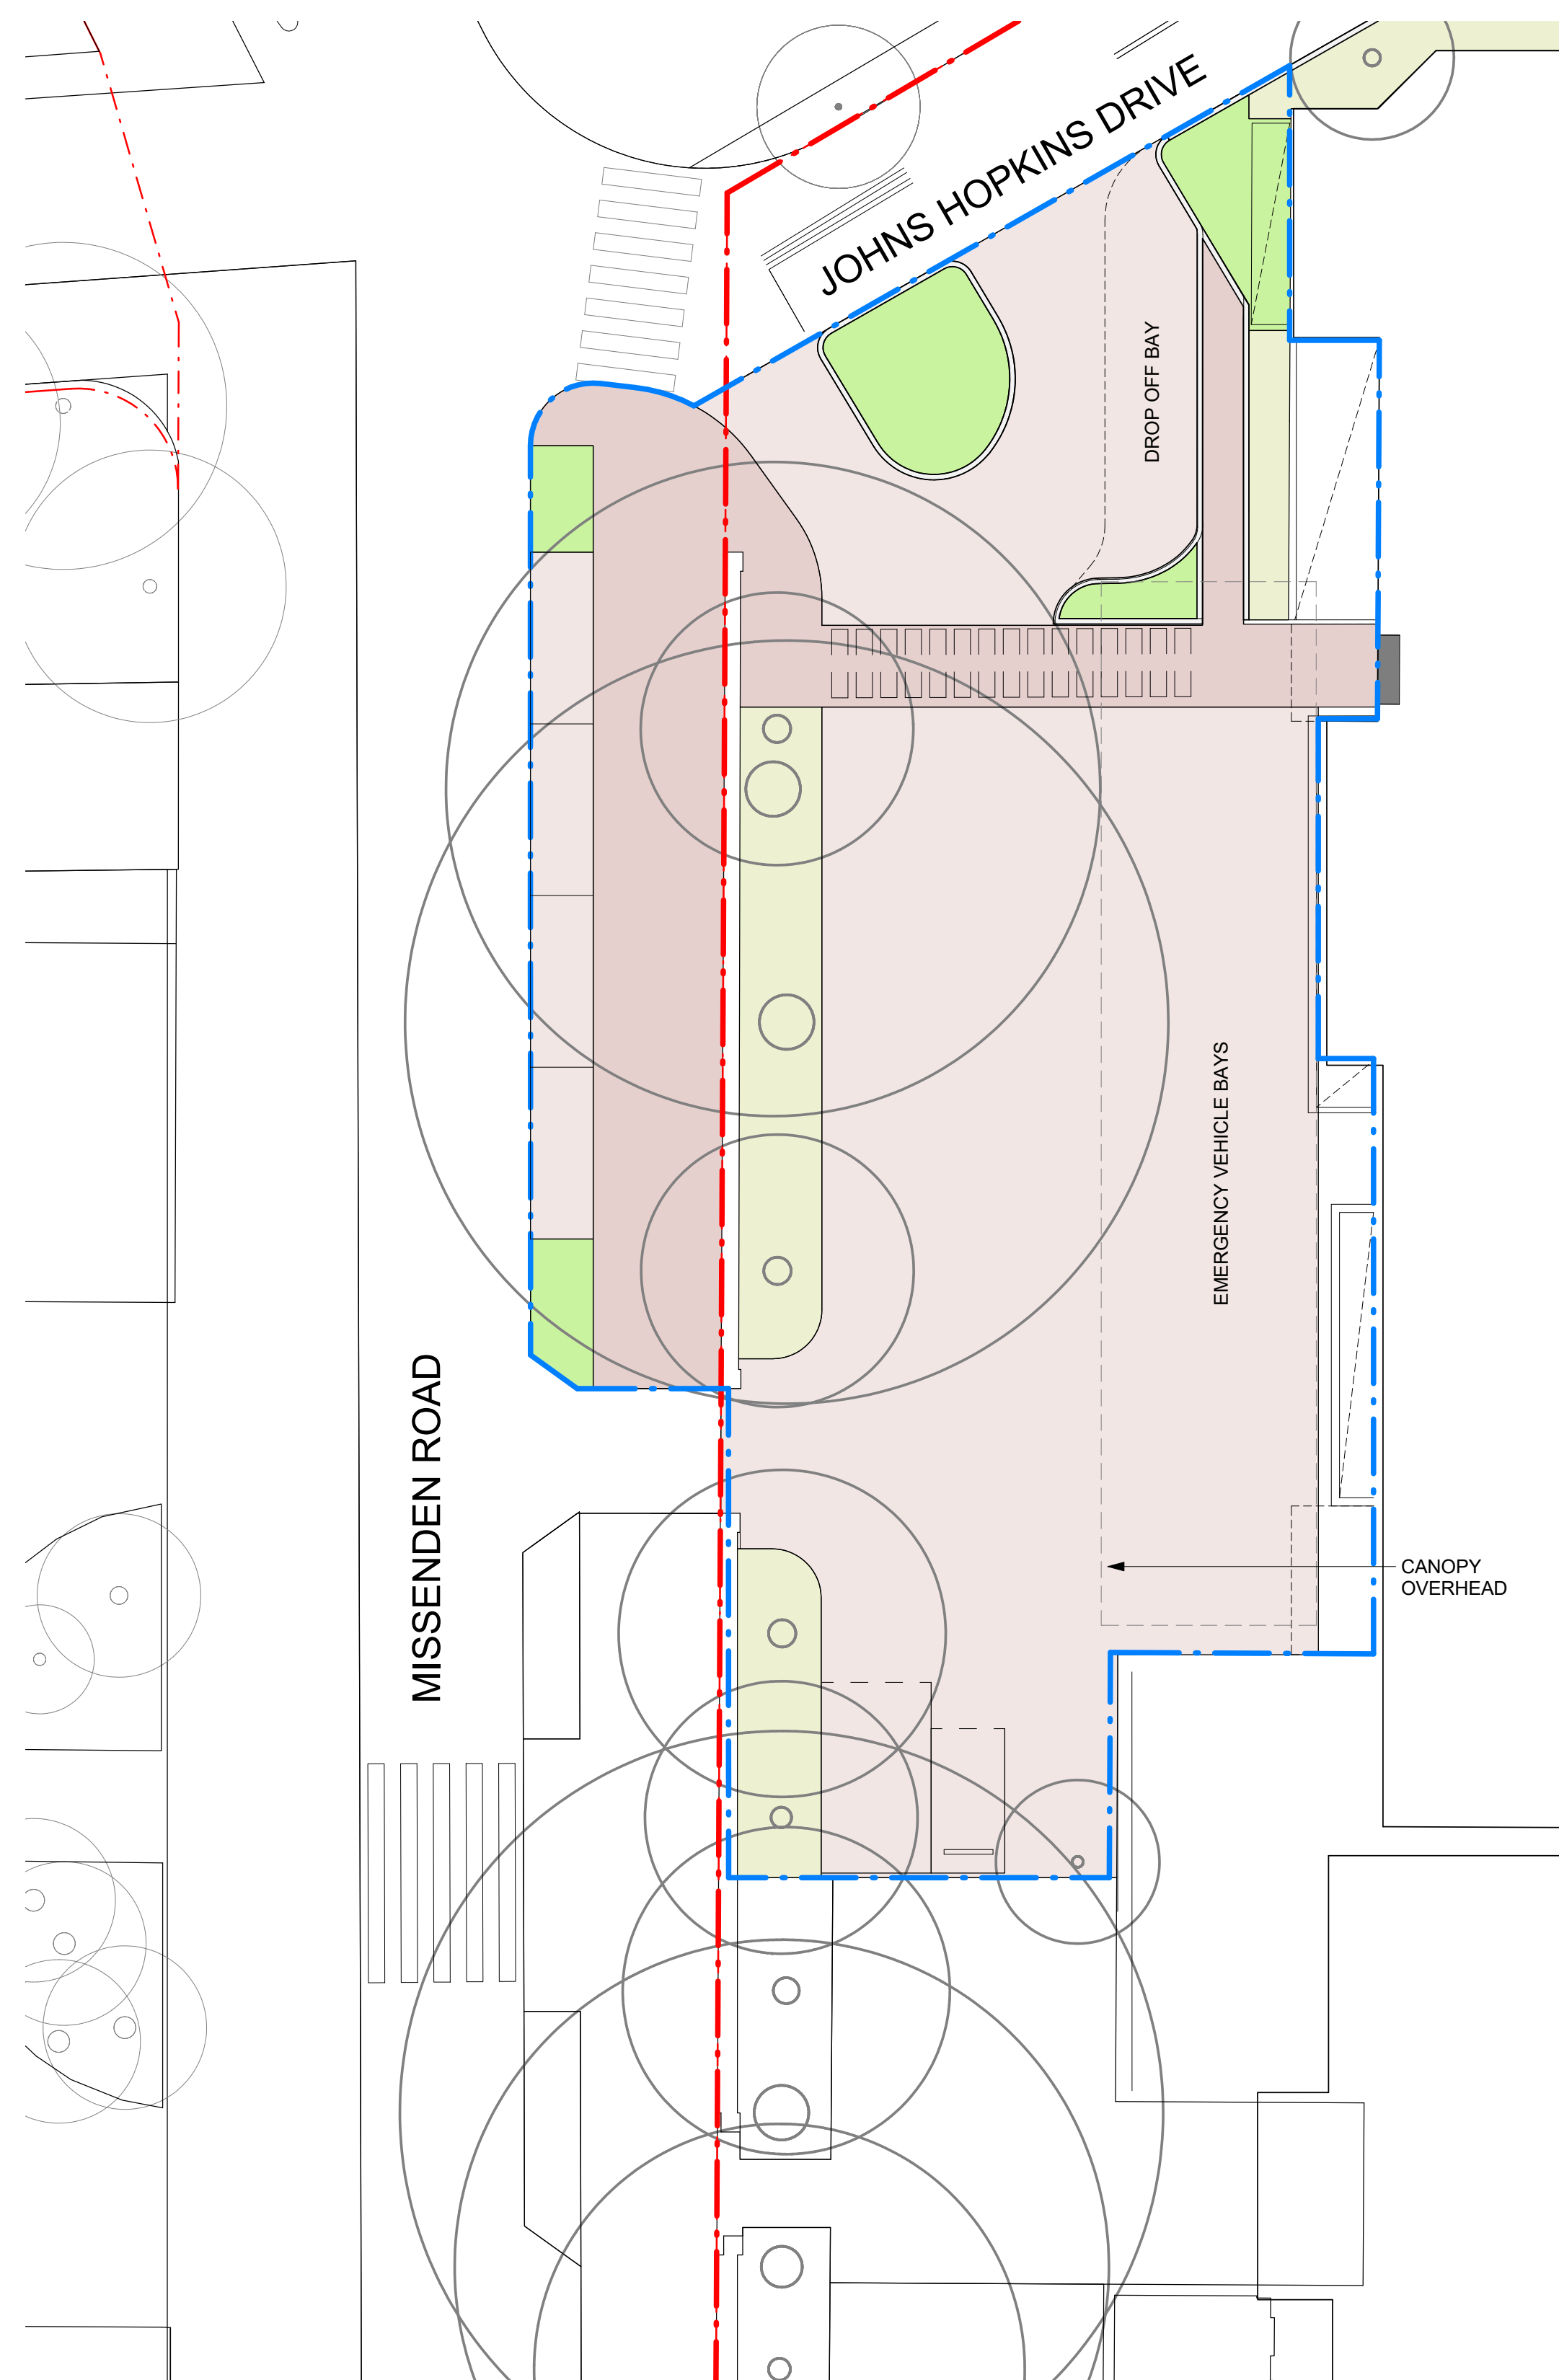 JOHNS HOPKINS DRIVE
DROP OFF BAY
EMERGENCY VEHICLE BAYS
MISSENDEN ROAD
CANOPY
OVERHEAD